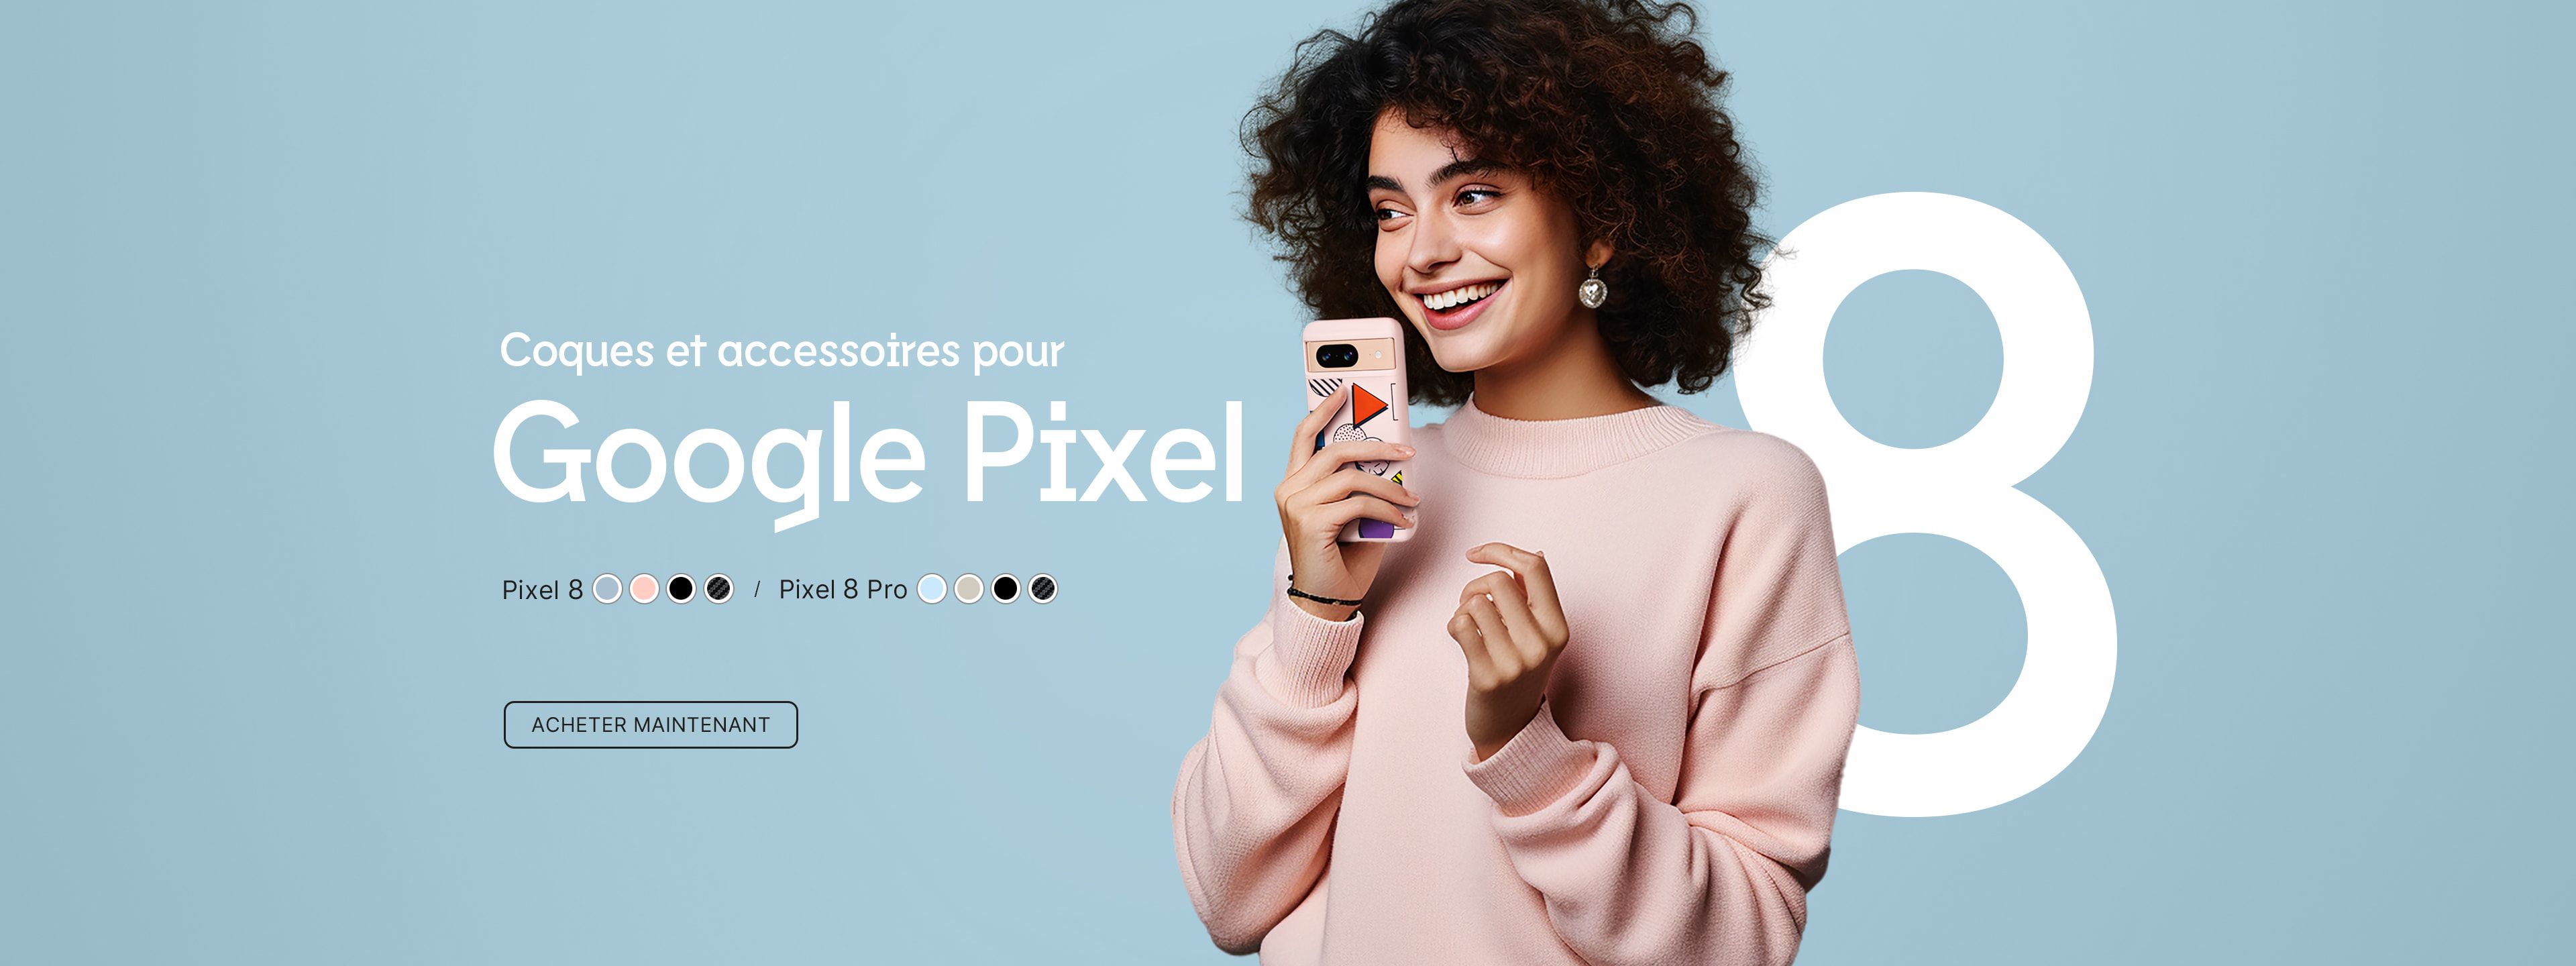 Coques et accessoires pour
Google Pixel 8
Pixel 8 / Pixel 8 Pro
ACHETER MAINTENANT